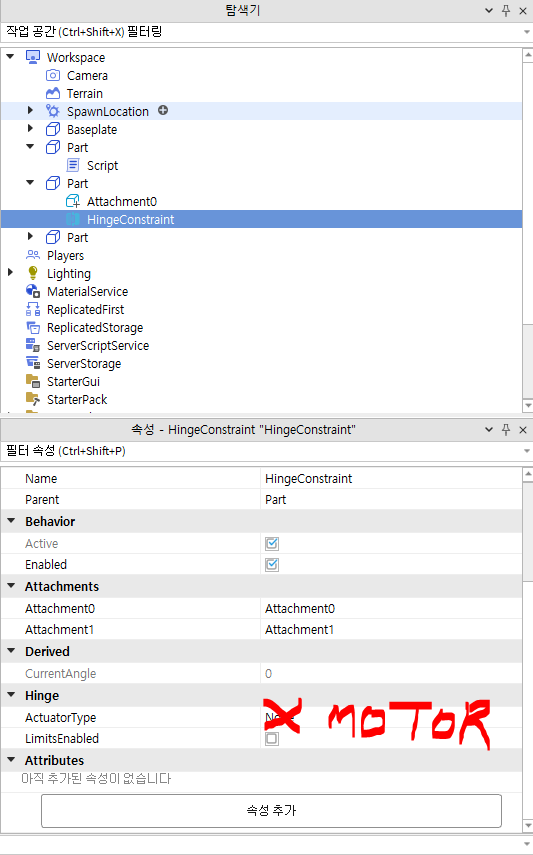 탐색기
작업 공간 (Ctrl+Shift+X) 필터링
Workspace
Camera
Terrain
SpawnLocation
Baseplate
Part
Script
Part
Attachment0
HingeConstraint
Part
Players
Lighting
MaterialService
ReplicatedFirst
ReplicatedStorage
ServerScriptService
ServerStorage
StarterGui
StarterPack
속성 - HingeConstraint "HingeConstraint"
필터 속성 (Ctrl+Shift+P)
Name HingeConstraint
Parent Part
Behavior
Active
Enabled
Attachments
Attachment0 Attachment0
Attachment1 Attachment1
Derived
CurrentAngle 0
Hinge
ActuatorType X MOTOR
LimitsEnabled
Attributes
아직 추가된 속성이 없습니다
속성 추가